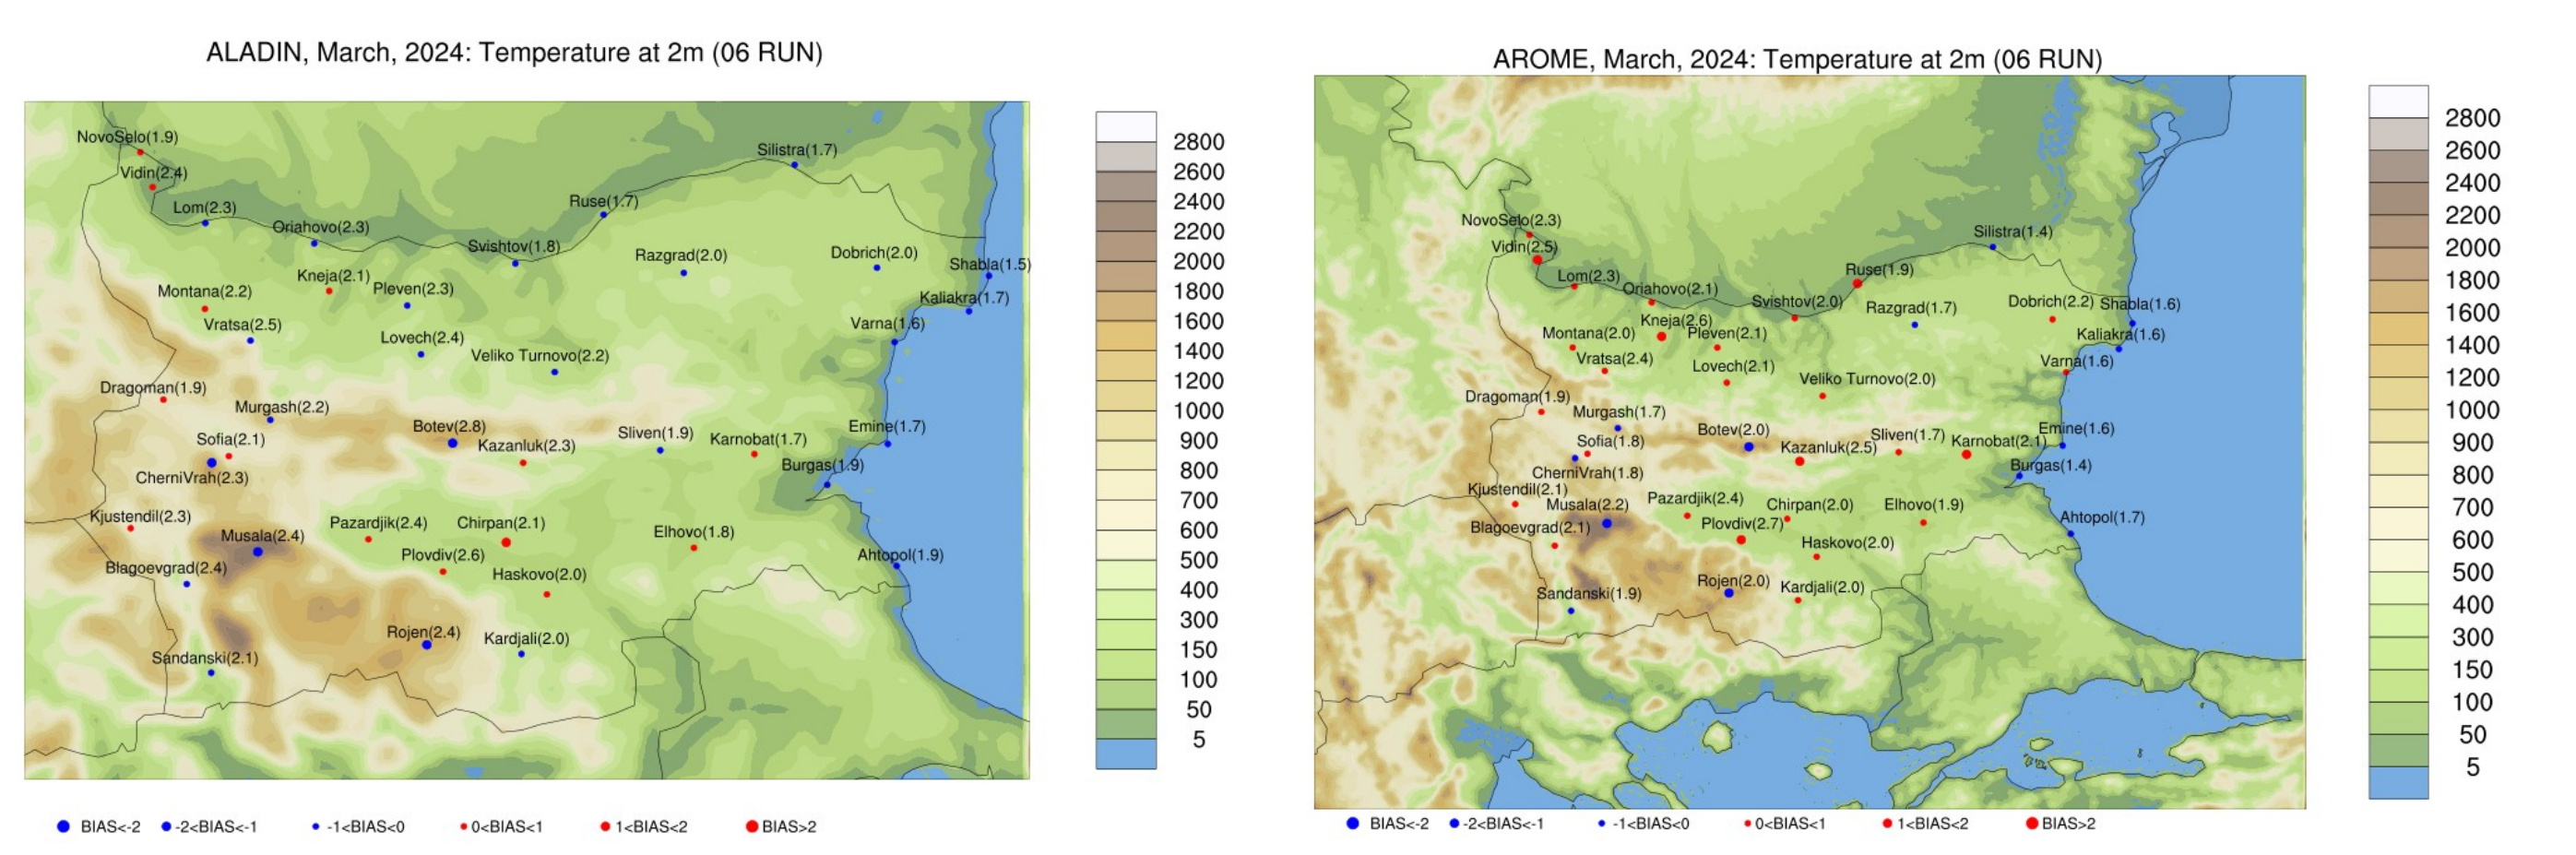 ALADIN, March, 2024: Temperature at 2m (06 RUN)
NovoSelo(1.9)
Vidin(2.4)
Silistra(1.7)
Lom(2.3)
Ruse(1.7)
Oriahovo(2.3)
Svishtov(1.8)
Razgrad(2.0)
Dobrich(2.0)
Shabla(1.5)
Kneja(2.1)
Pleven(2.3)
Montana(2.2)
Kaliakra(1.7)
Vratsa(2.5)
Varna(1.6)
Lovech(2.4)
Veliko Turnovo(2.2)
Dragoman(1.9)
Murgash(2.2)
Botev(2.8)
Emine(1.7)
Sofia(2.1)
Kazanluk(2.3)
Sliven(1.9)
Karnobat(1.7)
Burgas(1.9)
CherniVrah(2.3)
Kjustendil(2.3)
Musala(2.4)
Pazardjik(2.4)
Chirpan(2.1)
Elhovo(1.8)
Plovdiv(2.6)
Ahtopol(1.9)
Blagoevgrad(2.4)
Haskovo(2.0)
Rojen(2.4)
Kardjali(2.0)
Sandanski(2.1)
2800
2600
2400
2200
2000
1800
1600
1400
1200
1000
900
800
700
600
500
400
300
150
100
50
5
BIAS<-2 -2<BIAS<-1 -1<BIAS<0 0<BIAS<1 1<BIAS<2 BIAS>2
AROME, March, 2024: Temperature at 2m (06 RUN)
NovoSelo(2.3)
Silistra(1.4)
Vidin(2.5)
Lom(2.3)
Ruse(1.9)
Oriahovo(2.1)
Svishtov(2.0)
Razgrad(1.7)
Dobrich(2.2)
Shabla(1.6)
Kneja(2.6)
Montana(2.0)
Pleven(2.1)
Kaliakra(1.6)
Vratsa(2.4)
Lovech(2.1)
Varna(1.6)
Veliko Turnovo(2.0)
Dragoman(1.9)
Murgash(1.7)
Botev(2.0)
Emine(1.6)
Sofia(1.8)
Kazanluk(2.5)
Sliven(1.7)
Karnobat(2.1)
Burgas(1.4)
CherniVrah(1.8)
Kjustendil(2.1)
Musala(2.2)
Pazardjik(2.4)
Chirpan(2.0)
Elhovo(1.9)
Ahtopol(1.7)
Blagoevgrad(2.1)
Plovdiv(2.7)
Haskovo(2.0)
Rojen(2.0)
Kardjali(2.0)
Sandanski(1.9)
2800
2600
2400
2200
2000
1800
1600
1400
1200
1000
900
800
700
600
500
400
300
150
100
50
5
BIAS<-2 -2<BIAS<-1 -1<BIAS<0 0<BIAS<1 1<BIAS<2 BIAS>2